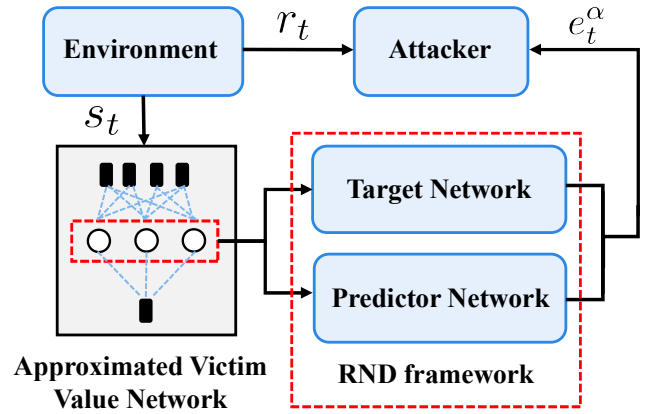 Environment
r_t
Attacker
e_t^α
s_t
Target Network
Predictor Network
Approximated Victim
Value Network
RND framework